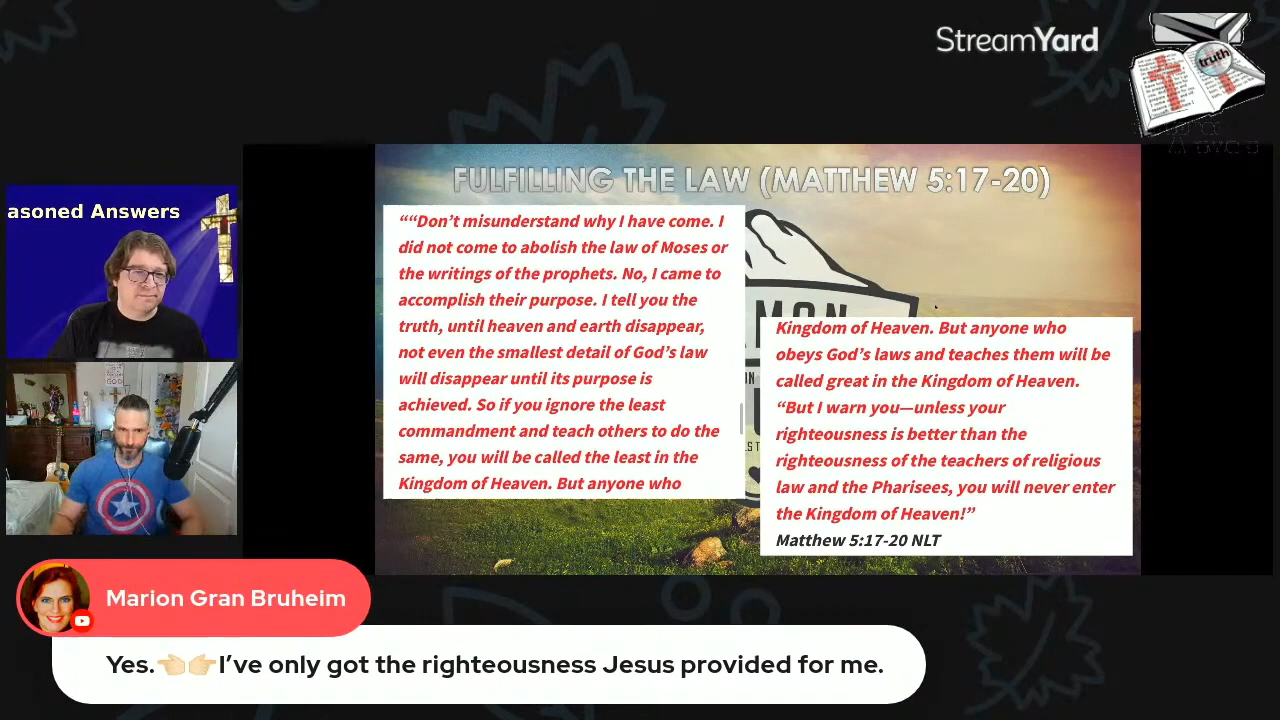 StreamYard
truth
asoned Answers
FULFILLING THE LAW (MATTHEW 5:17-20)
““Don’t misunderstand why I have come. I
did not come to abolish the law of Moses or
the writings of the prophets. No, I came to
accomplish their purpose. I tell you the
truth, until heaven and earth disappear,
not even the smallest detail of God’s law
will disappear until its purpose is
achieved. So if you ignore the least
commandment and teach others to do the
same, you will be called the least in the
Kingdom of Heaven. But anyone who
Kingdom of Heaven. But anyone who
obeys God’s laws and teaches them will be
called great in the Kingdom of Heaven.
“But I warn you—unless your
righteousness is better than the
righteousness of the teachers of religious
law and the Pharisees, you will never enter
the Kingdom of Heaven!”
Matthew 5:17-20 NLT
Marion Gran Bruheim
Yes.👈🏻👉🏻I’ve only got the righteousness Jesus provided for me.